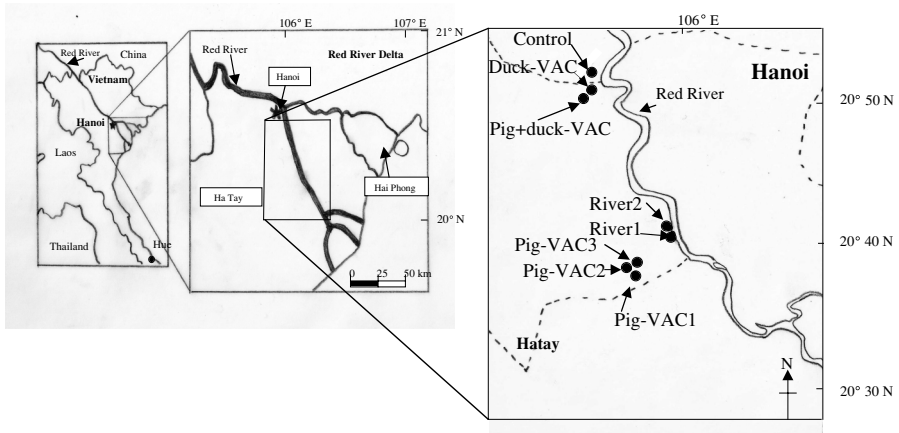 Red River
China
Vietnam
Hanoi
Laos
Thailand
Hue
106° E
107° E
21° N
Red River
Red River Delta
Hanoi
Hai Phong
Ha Tay
20° N
0 25 50 km
106° E
Control
Duck-VAC
Hanoi
Red River
Pig+duck-VAC
20° 50 N
River2
River1
Pig-VAC3
20° 40 N
Pig-VAC2
Pig-VAC1
Hatay
N
20° 30 N